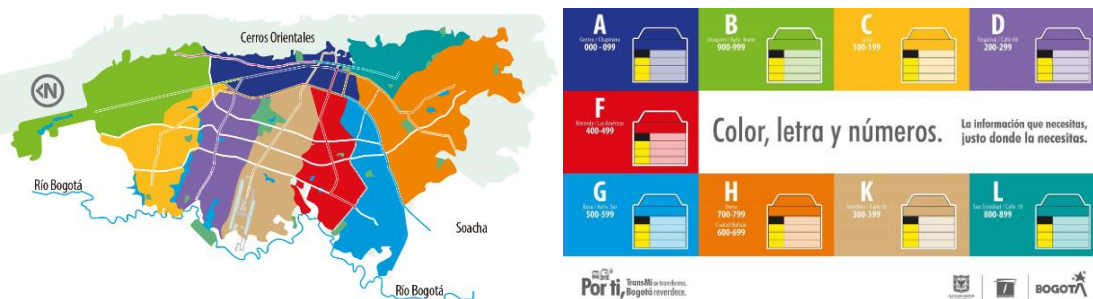 Cerros Orientales
N
Río Bogotá
Soacha
Río Bogotá
A
Centro / Chapinero
000 - 099
B
Usaquén / Auto. Norte
900-999
C
Suba
100-199
D
Engativá / Calle 80
200-299
F
Kennedy / Las Américas
400-499
Color, letra y números.
La información que necesitas,
justo donde la necesitas.
G
Bosa / Auto. Sur
500-599
H
Usme
700-799
Ciudad Bolívar
600-699
K
Fontibón / Calle 26
300-399
L
San Cristóbal / Calle 10
800-899
Por ti,
TransMi se transforma,
Bogotá reverdece.
BOGOTÁ